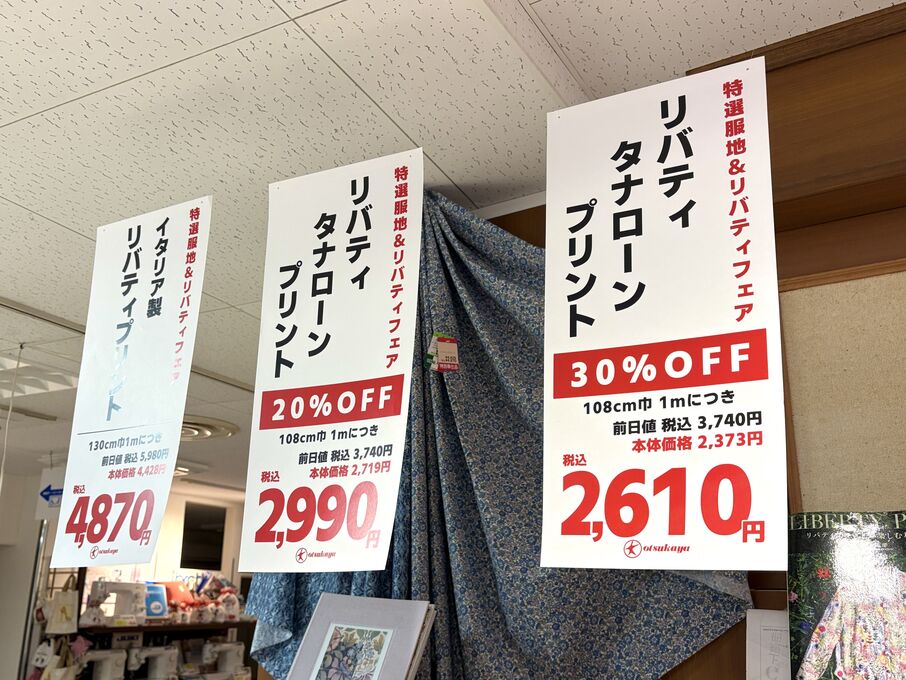 特選服地&リバティフェア
リバティ
タナローン
プリント
30%OFF
108cm巾 1mにつき
前日値 税込 3,740円
本体価格 2,373円
税込
2,610円
otsukaya
特選服地&リバティフェア
リバティ
タナローン
プリント
20%OFF
108cm巾 1mにつき
前日値 税込 3,740円
本体価格 2,719円
税込
2,990円
otsukaya
特選服地&リバティフェア
イタリア製
リバティプリント
130cm巾1mにつき
前日値 税込 5,980円
本体価格 4,428円
税込
4,870円
otsukaya
LIBERTY P
JUKI